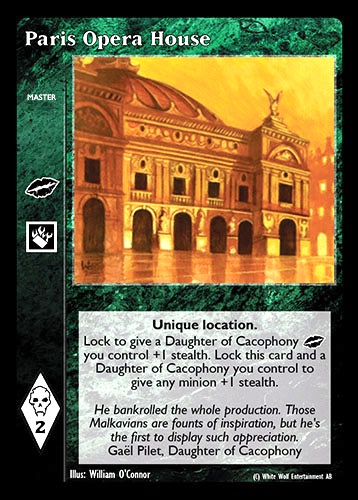 Paris Opera House
MASTER
Unique location.
Lock to give a Daughter of Cacophony
you control +1 stealth. Lock this card and a
Daughter of Cacophony you control to
give any minion +1 stealth.
He bankrolled the whole production. Those
Malkavians are founts of inspiration, but he's
the first to display such appreciation.
Gaël Pilet, Daughter of Cacophony
2
Illus: William O'Connor
(C) White Wolf Entertainment AB